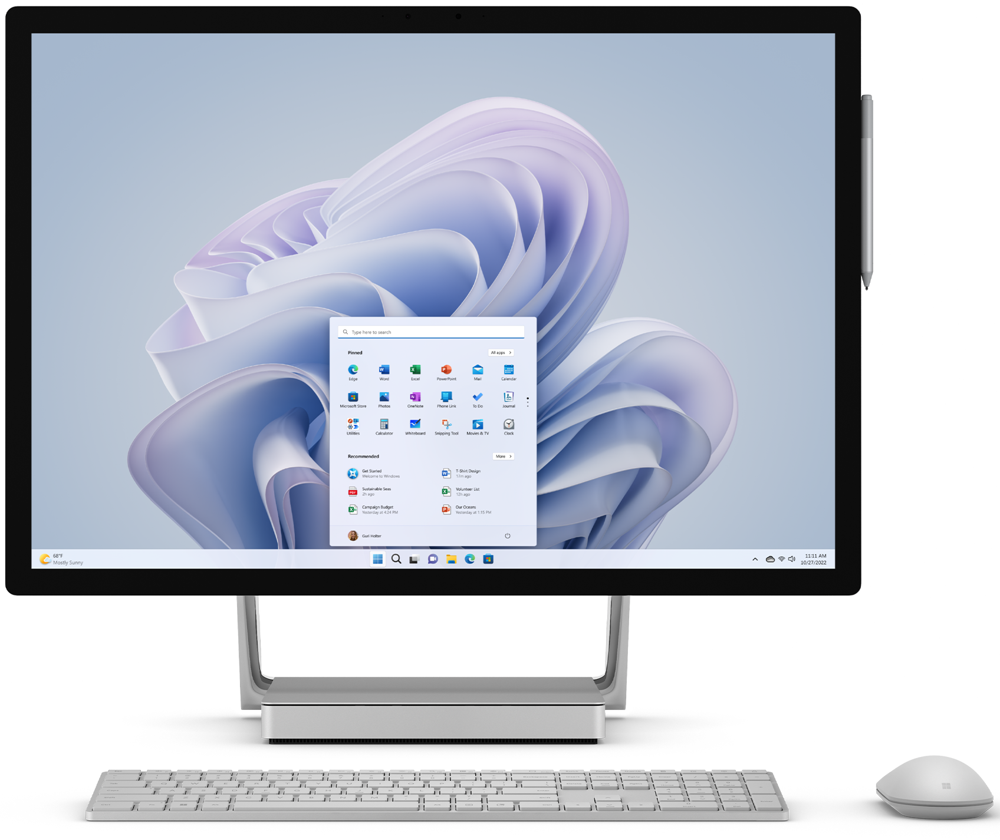 Type here to search
Pinned
All apps
Edge
Word
Excel
PowerPoint
Mail
Calendar
Microsoft Store
Photos
OneNote
Phone Link
To Do
Journal
Utilities
Calculator
Whiteboard
Snipping Tool
Movies & TV
Clock
Recommended
More
Get Started
Welcome to Windows
T-Shirt Design
17m ago
Sustainable Seas
2h ago
Volunteer List
12h ago
Campaign Budget
Yesterday at 4:24 PM
Our Oceans
Yesterday at 1:15 PM
Guri Holter
68°F
Mostly Sunny
11:11 AM
10/27/2022